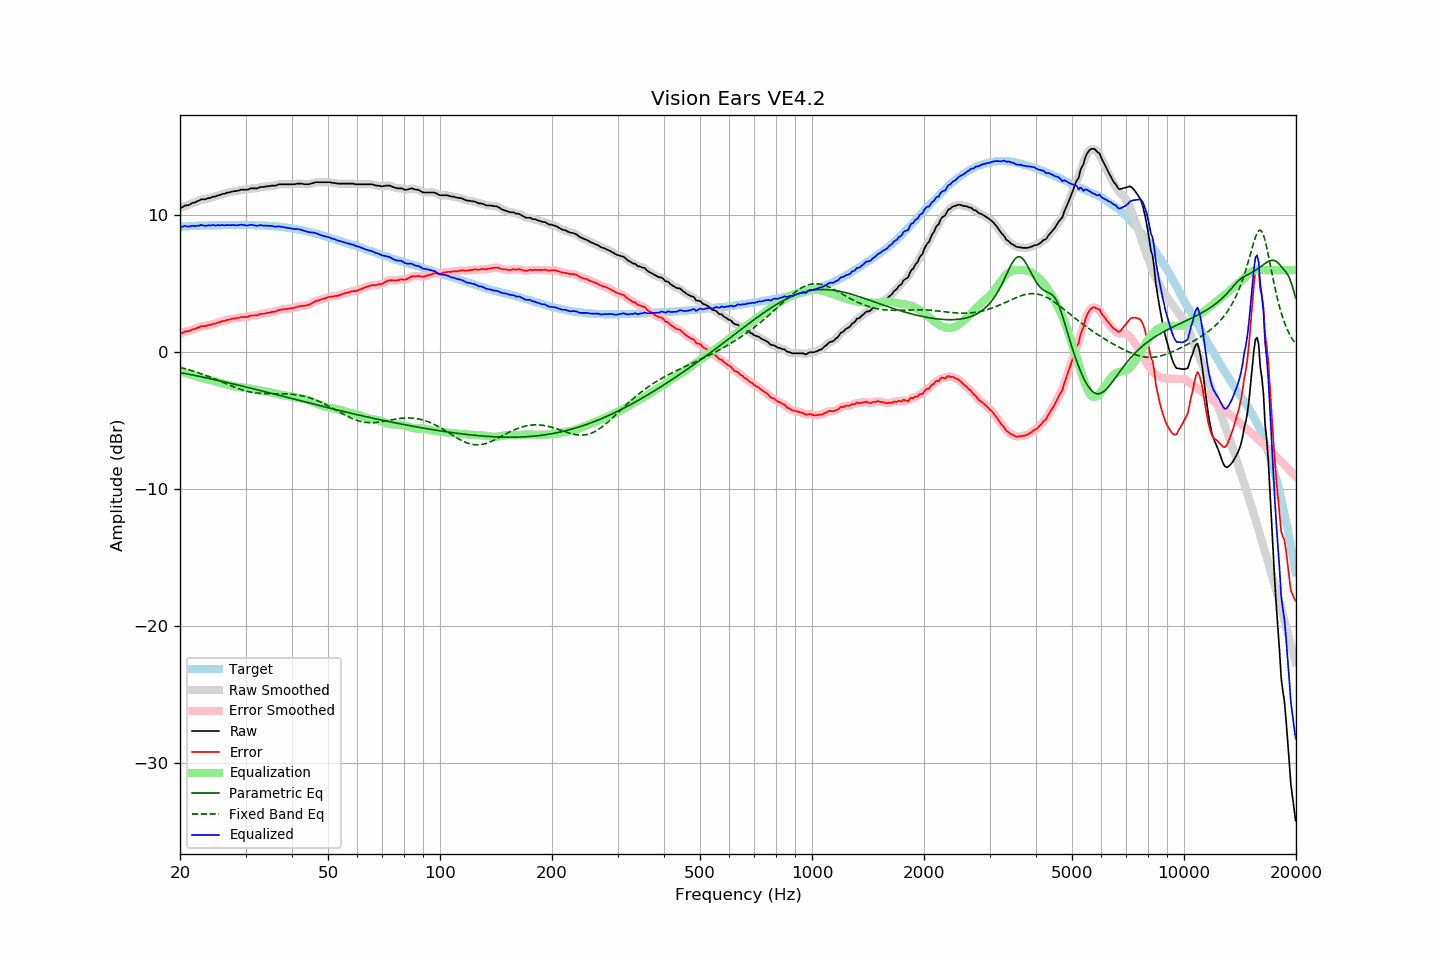 Vision Ears VE4.2
Amplitude (dBr)
10
0
−10
−20
−30
Target
Raw Smoothed
Error Smoothed
Raw
Error
Equalization
Parametric Eq
Fixed Band Eq
Equalized
20 50 100 200 500 1000 2000 5000 10000 20000
Frequency (Hz)